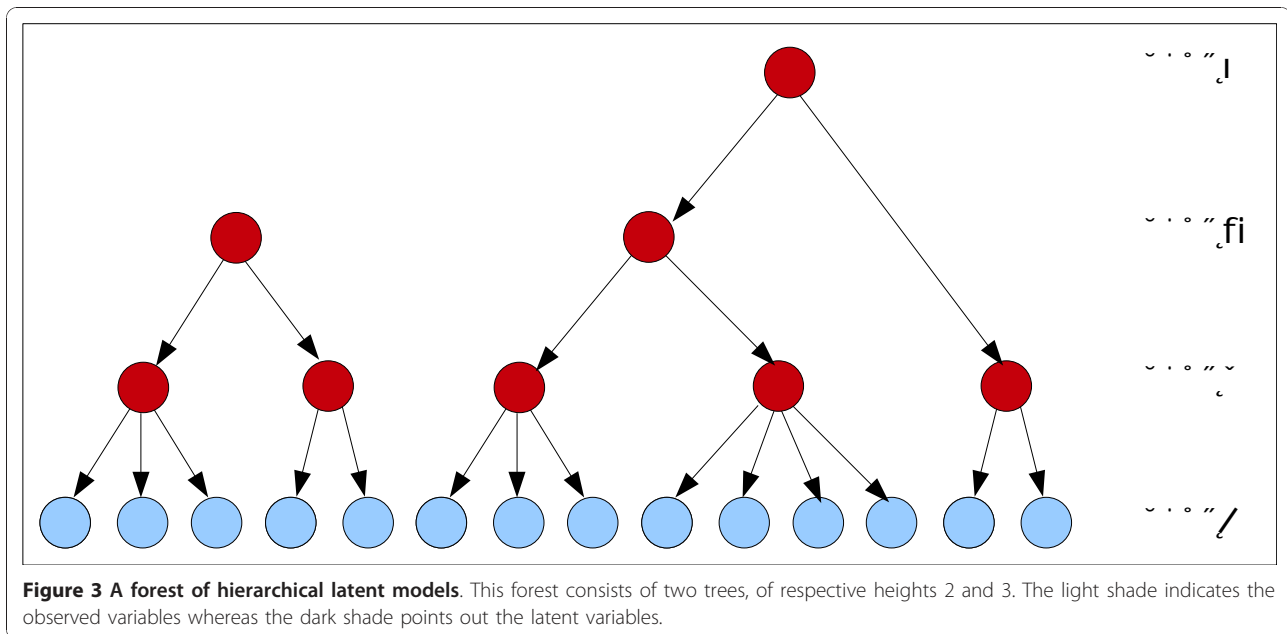 Figure 3 A forest of hierarchical latent models. This forest consists of two trees, of respective heights 2 and 3. The light shade indicates the
observed variables whereas the dark shade points out the latent variables.